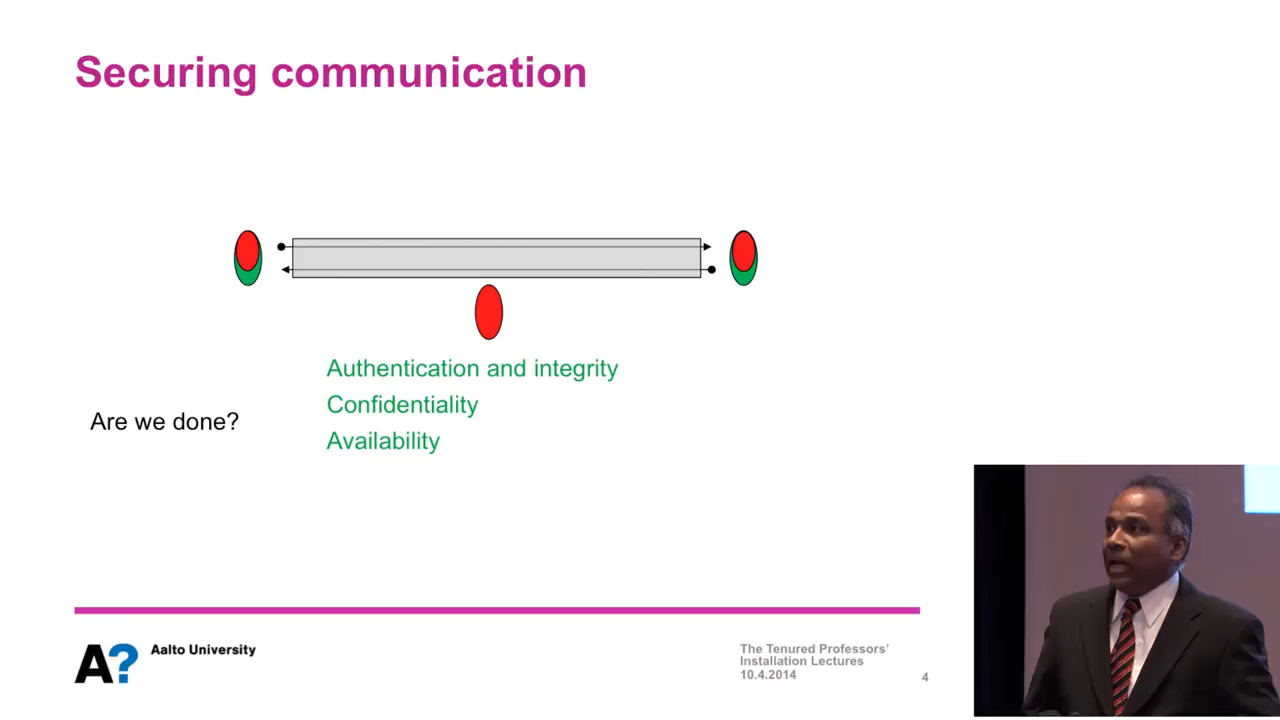 Securing communication
Authentication and integrity
Confidentiality
Are we done?
Availability
A?
Aalto University
The Tenured Professors'
Installation Lectures
10.4.2014
4